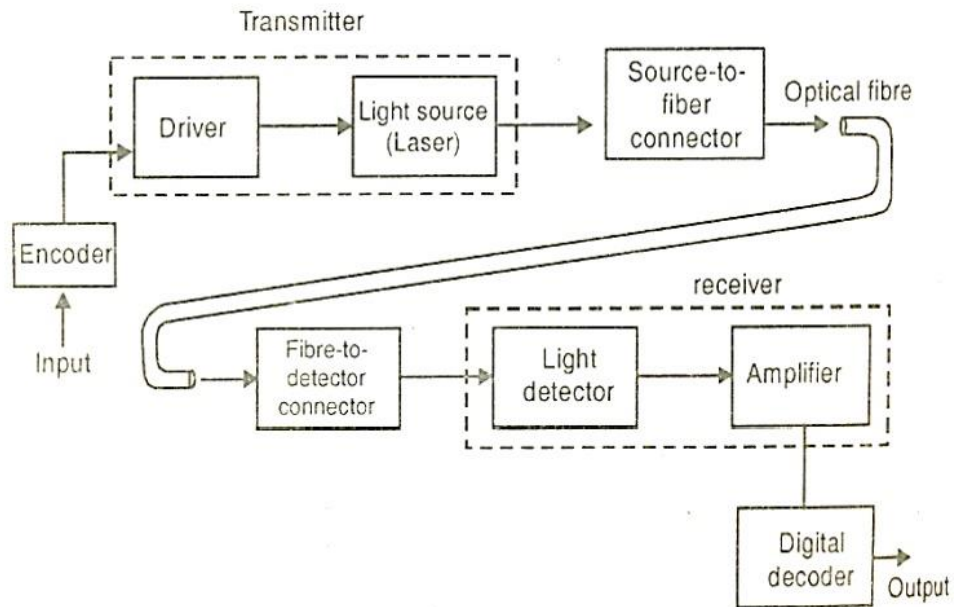 Transmitter
Driver
Light source
(Laser)
Source-to-
fiber
connector
Optical fibre
Encoder
Input
Fibre-to-
detector
connector
receiver
Light
detector
Amplifier
Digital
decoder
Output